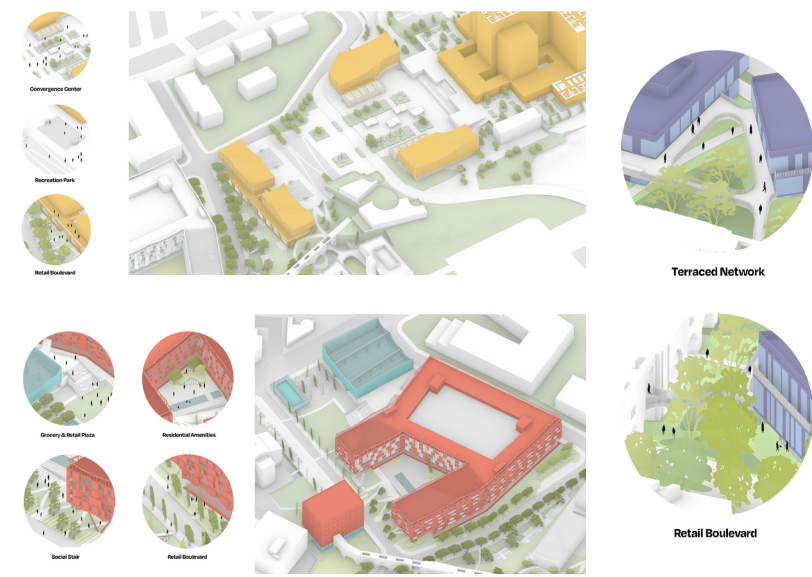 Convergence Center
Recreation Park
Retail Boulevard
Terraced Network
Grocery & Retail Plaza
Residential Amenities
Social Stair
Retail Boulevard
Retail Boulevard